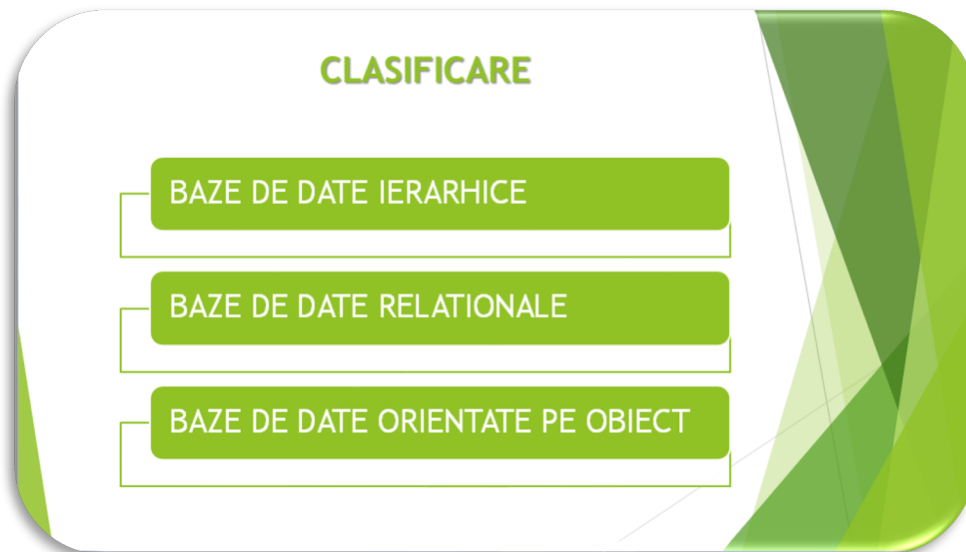 CLASIFICARE
BAZE DE DATE IERARHICE
BAZE DE DATE RELATIONALE
BAZE DE DATE ORIENTATE PE OBIECT